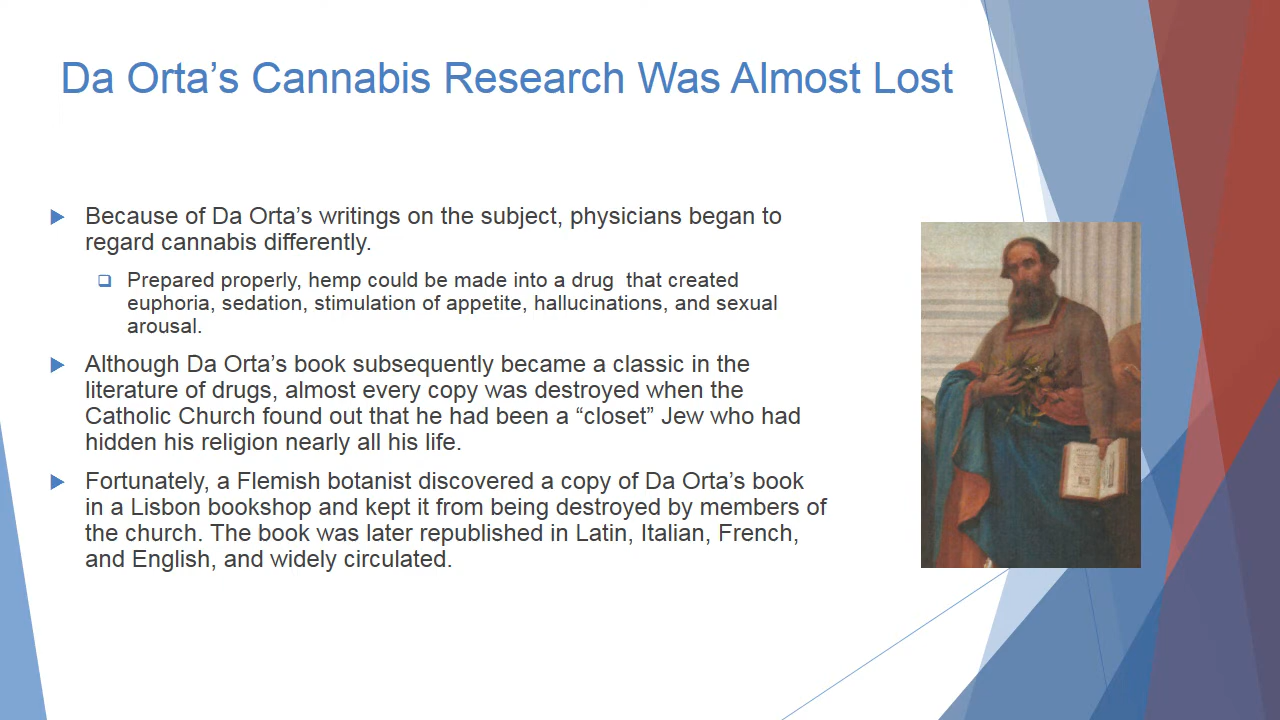 Da Orta’s Cannabis Research Was Almost Lost
Because of Da Orta’s writings on the subject, physicians began to
regard cannabis differently.
Prepared properly, hemp could be made into a drug  that created
euphoria, sedation, stimulation of appetite, hallucinations, and sexual
arousal.
Although Da Orta’s book subsequently became a classic in the
literature of drugs, almost every copy was destroyed when the
Catholic Church found out that he had been a “closet” Jew who had
hidden his religion nearly all his life.
Fortunately, a Flemish botanist discovered a copy of Da Orta’s book
in a Lisbon bookshop and kept it from being destroyed by members of
the church. The book was later republished in Latin, Italian, French,
and English, and widely circulated.